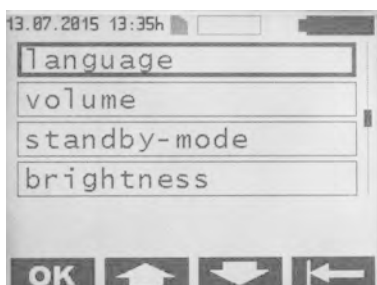 13.07.2015 13:35h
language
volume
standby-mode
brightness
OK